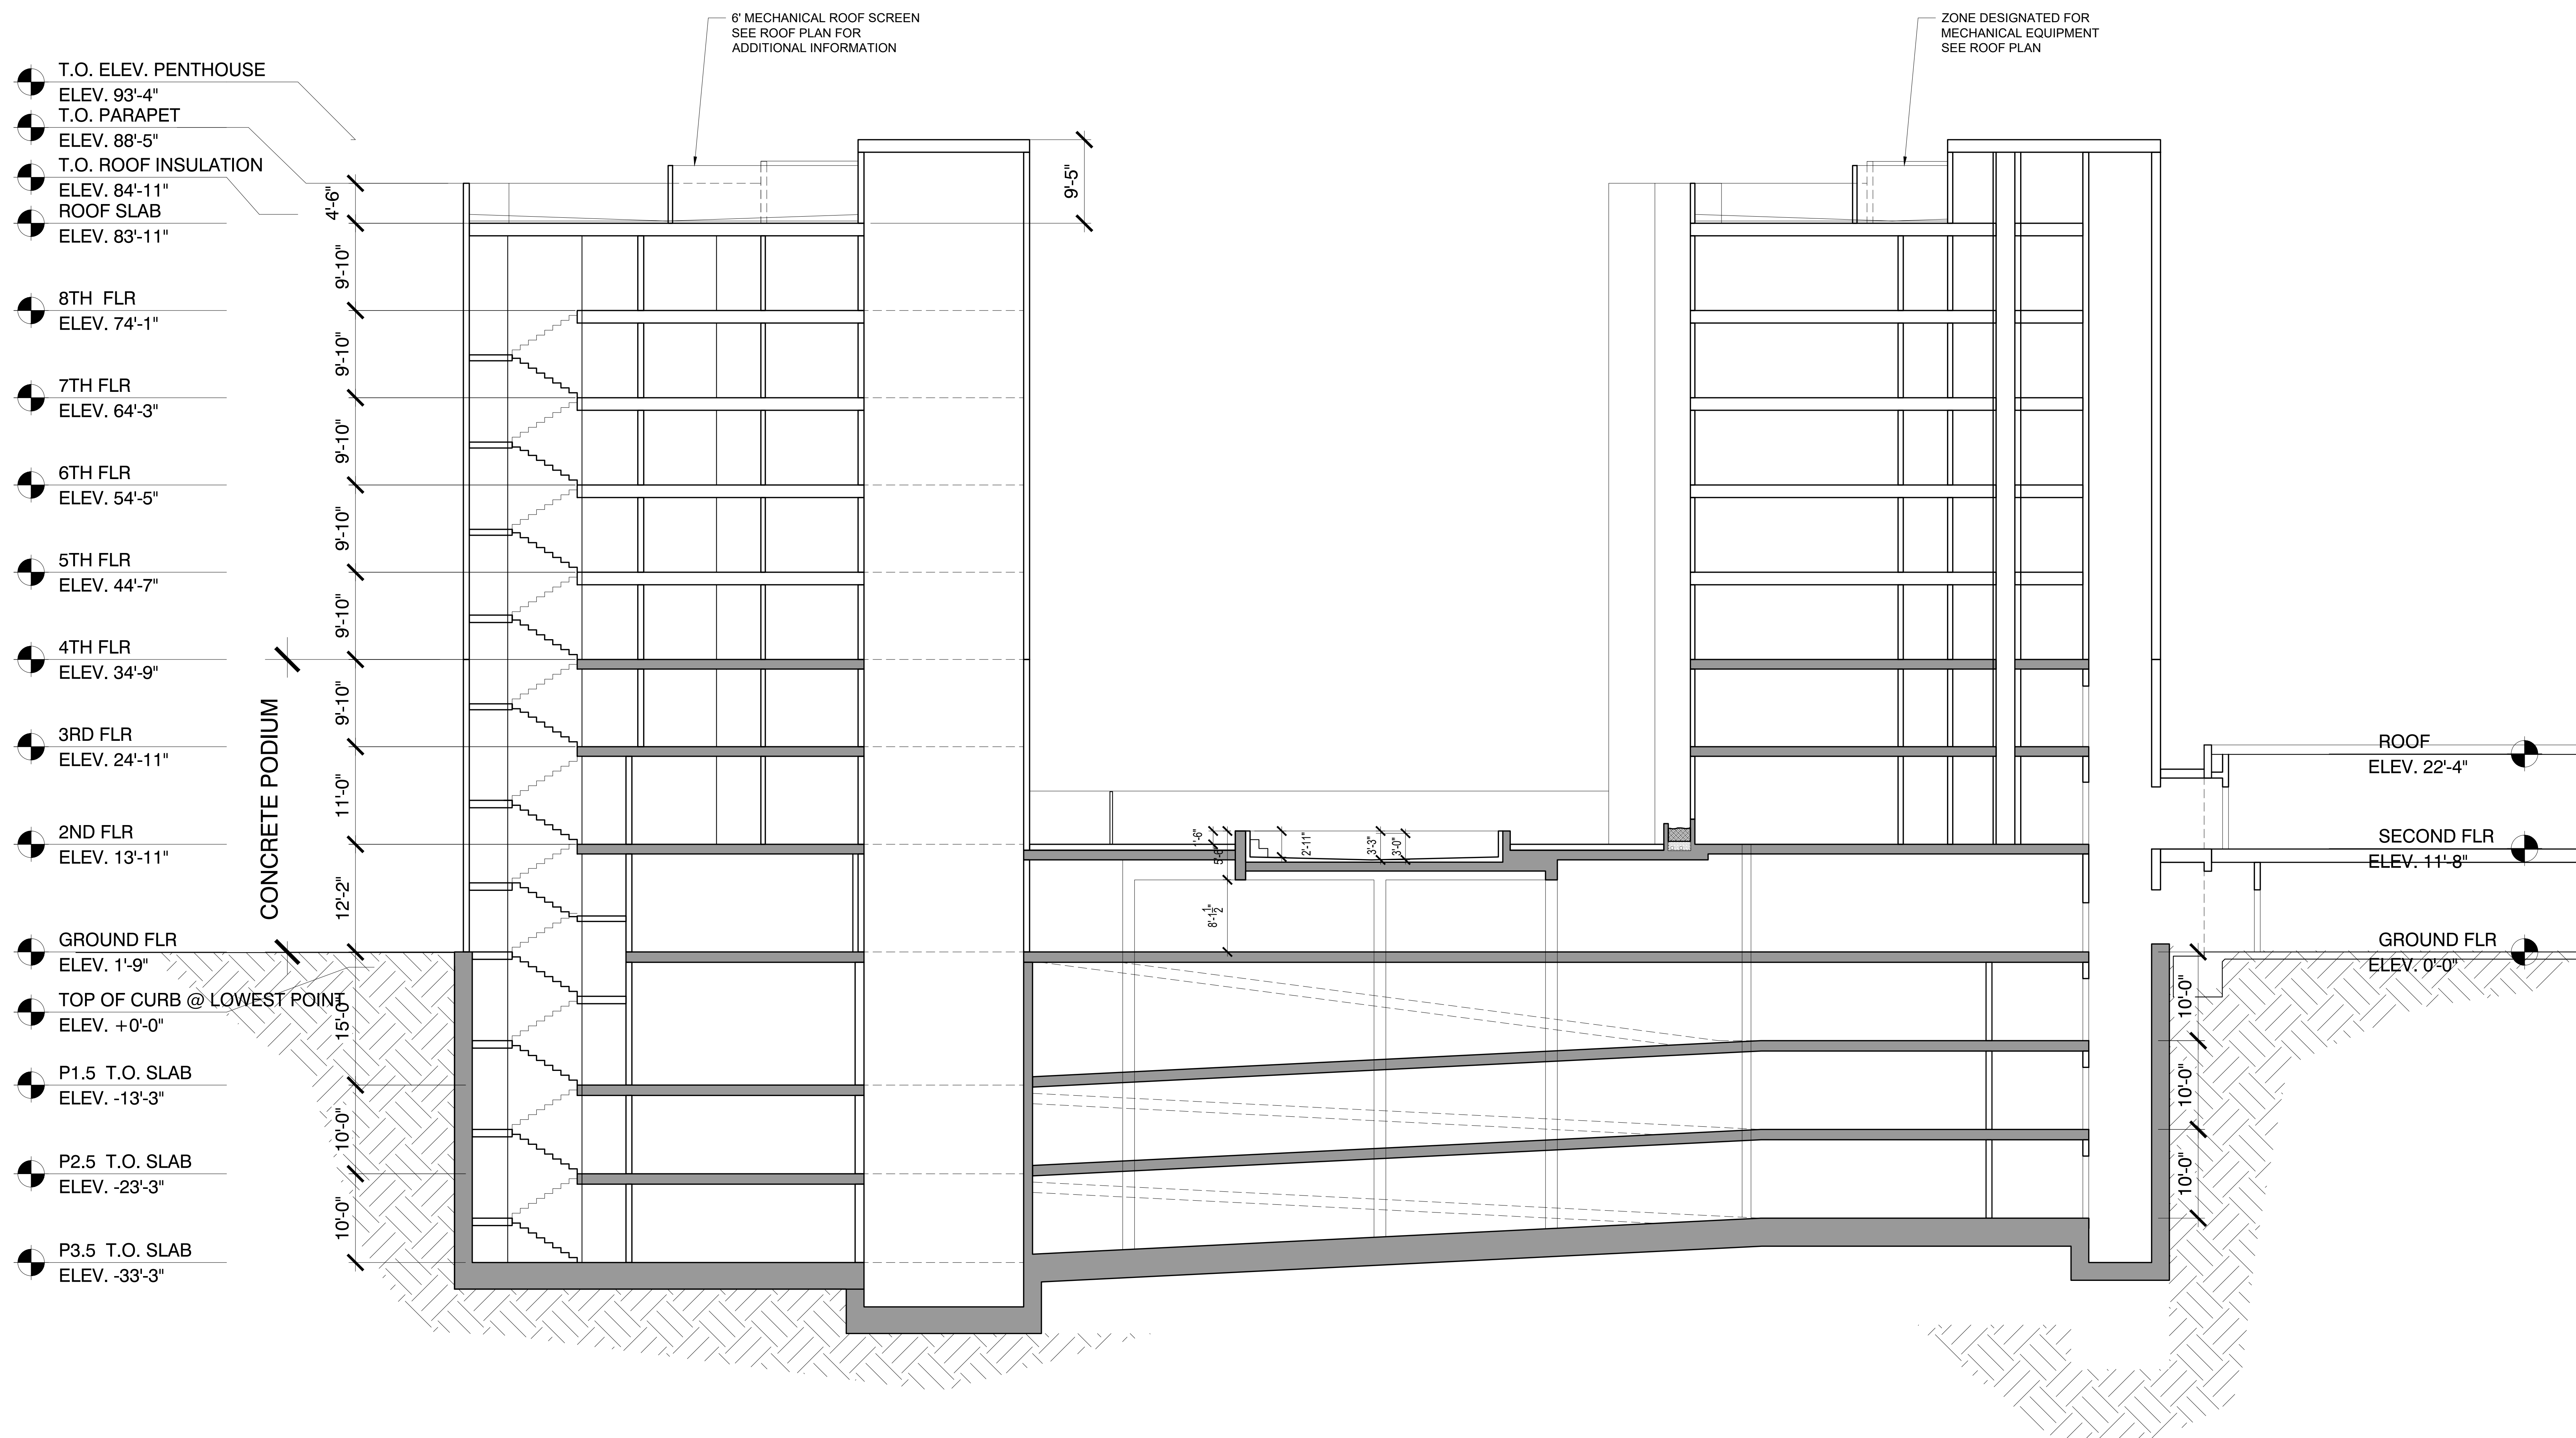 6' MECHANICAL ROOF SCREEN
SEE ROOF PLAN FOR
ADDITIONAL INFORMATION
ZONE DESIGNATED FOR
MECHANICAL EQUIPMENT
SEE ROOF PLAN
T.O. ELEV. PENTHOUSE
ELEV. 93'-4"
T.O. PARAPET
ELEV. 88'-5"
T.O. ROOF INSULATION
ELEV. 84'-11"
ROOF SLAB
ELEV. 83'-11"
8TH FLR
ELEV. 74'-1"
7TH FLR
ELEV. 64'-3"
6TH FLR
ELEV. 54'-5"
5TH FLR
ELEV. 44'-7"
4TH FLR
ELEV. 34'-9"
3RD FLR
ELEV. 24'-11"
2ND FLR
ELEV. 13'-11"
GROUND FLR
ELEV. 1'-9"
TOP OF CURB @ LOWEST POINT
ELEV. +0'-0"
P1.5 T.O. SLAB
ELEV. -13'-3"
P2.5 T.O. SLAB
ELEV. -23'-3"
P3.5 T.O. SLAB
ELEV. -33'-3"
CONCRETE PODIUM
4'-6"
9'-10"
9'-10"
9'-10"
9'-10"
9'-10"
9'-10"
11'-0"
12'-2"
15'-0"
10'-0"
10'-0"
9'-5"
1'-6"
5'-6"
2'-11"
3'-3"
3'-0"
8'-1 1/2"
ROOF
ELEV. 22'-4"
SECOND FLR
ELEV. 11'-8"
GROUND FLR
ELEV. 0'-0"
10'-0"
10'-0"
10'-0"